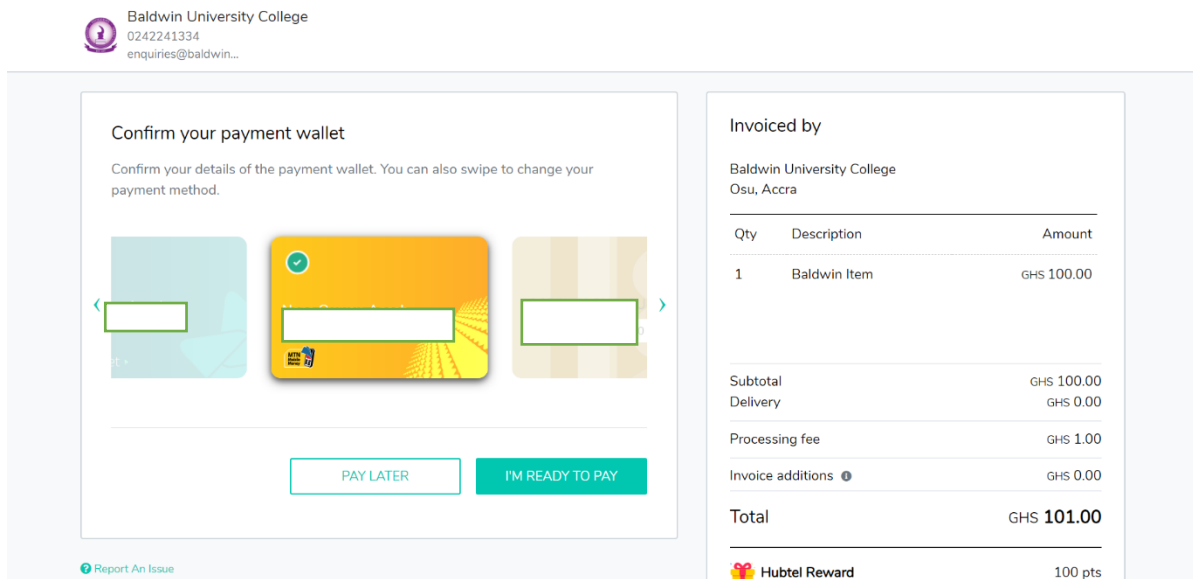 Baldwin University College
0242241334
enquiries@baldwin...
Confirm your payment wallet
Confirm your details of the payment wallet. You can also swipe to change your
payment method.
MTN
PAY LATER
I'M READY TO PAY
Report An Issue
Invoiced by
Baldwin University College
Osu, Accra
Qty Description Amount
1 Baldwin Item GHS 100.00
Subtotal GHS 100.00
Delivery GHS 0.00
Processing fee GHS 1.00
Invoice additions GHS 0.00
Total GHS 101.00
Hubtel Reward 100 pts